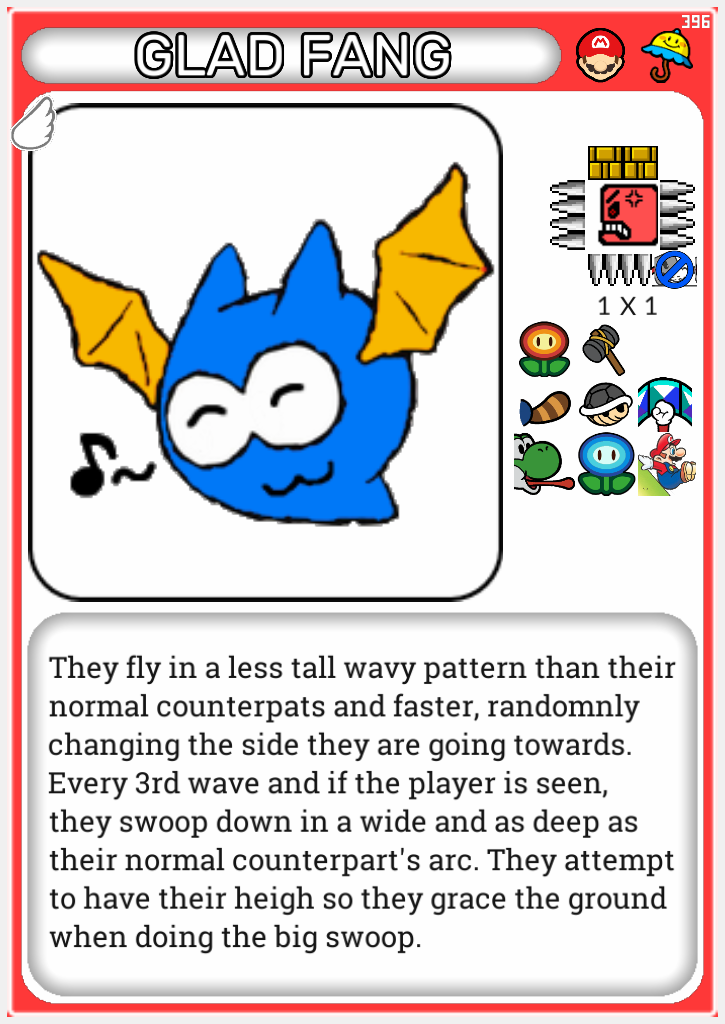 396
GLAD FANG
M
1 X 1
They fly in a less tall wavy pattern than their
normal counterpats and faster, randomnly
changing the side they are going towards.
Every 3rd wave and if the player is seen,
they swoop down in a wide and as deep as
their normal counterpart's arc. They attempt
to have their heigh so they grace the ground
when doing the big swoop.